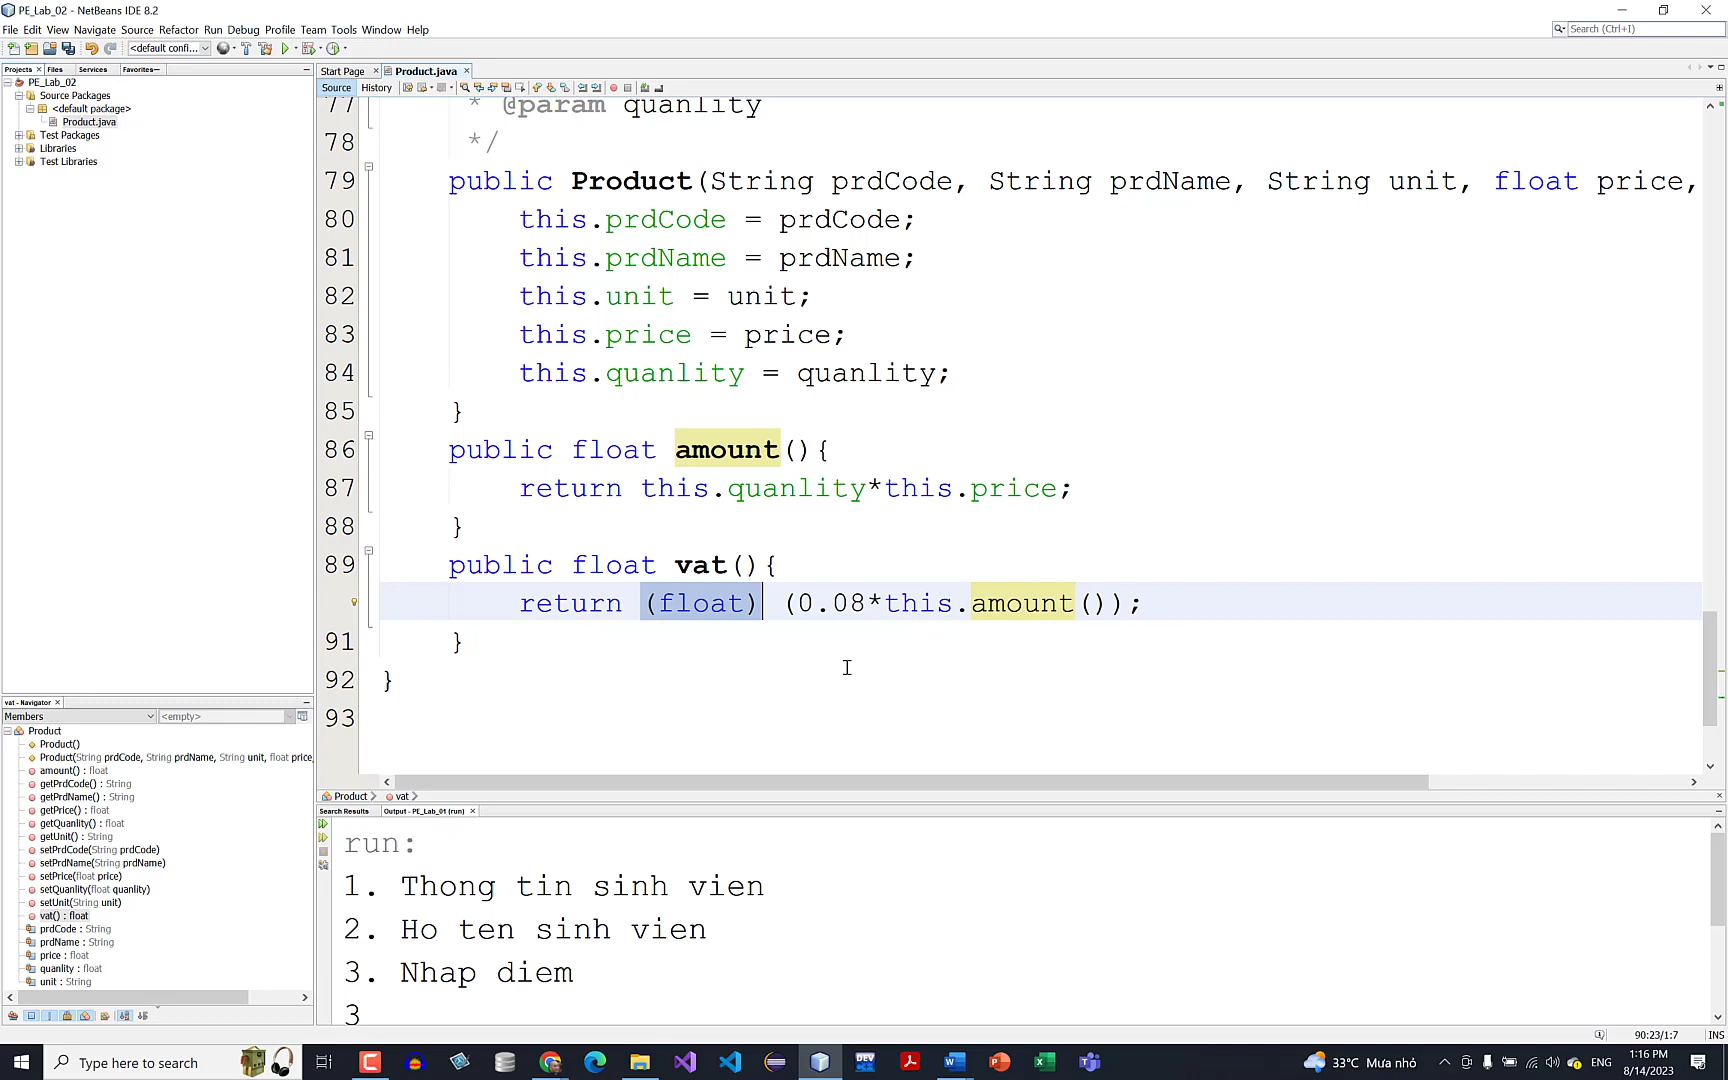 PE_Lab_02 - NetBeans IDE 8.2
File Edit View Navigate Source Refactor Run Debug Profile Team Tools Window Help
Search (Ctrl+I)
<default confi...
Projects Files Services Favorites
Start Page Product.java
Source History
PE_Lab_02
Source Packages
<default package>
Product.java
Test Packages
Libraries
Test Libraries
77 * @param quanlity
78 */
79 public Product(String prdCode, String prdName, String unit, float price,
80 this.prdCode = prdCode;
81 this.prdName = prdName;
82 this.unit = unit;
83 this.price = price;
84 this.quanlity = quanlity;
85 }
86 public float amount(){
87 return this.quanlity*this.price;
88 }
89 public float vat(){
return (float) (0.08*this.amount());
91 }
92 }
93
vat - Navigator
Members <empty>
Product
Product()
Product(String prdCode, String prdName, String unit, float price,
amount() : float
getPrdCode() : String
getPrdName() : String
getPrice() : float
getQuanlity() : float
getUnit() : String
setPrdCode(String prdCode)
setPrdName(String prdName)
setPrice(float price)
setQuanlity(float quanlity)
setUnit(String unit)
vat() : float
prdCode : String
prdName : String
price : float
quanlity : float
unit : String
Product vat
Search Results Output - PE_Lab_01 (run)
run:
1. Thong tin sinh vien
2. Ho ten sinh vien
3. Nhap diem
3
90:23/1:7 INS
Type here to search
33°C Mưa nhỏ
ENG
1:16 PM
8/14/2023